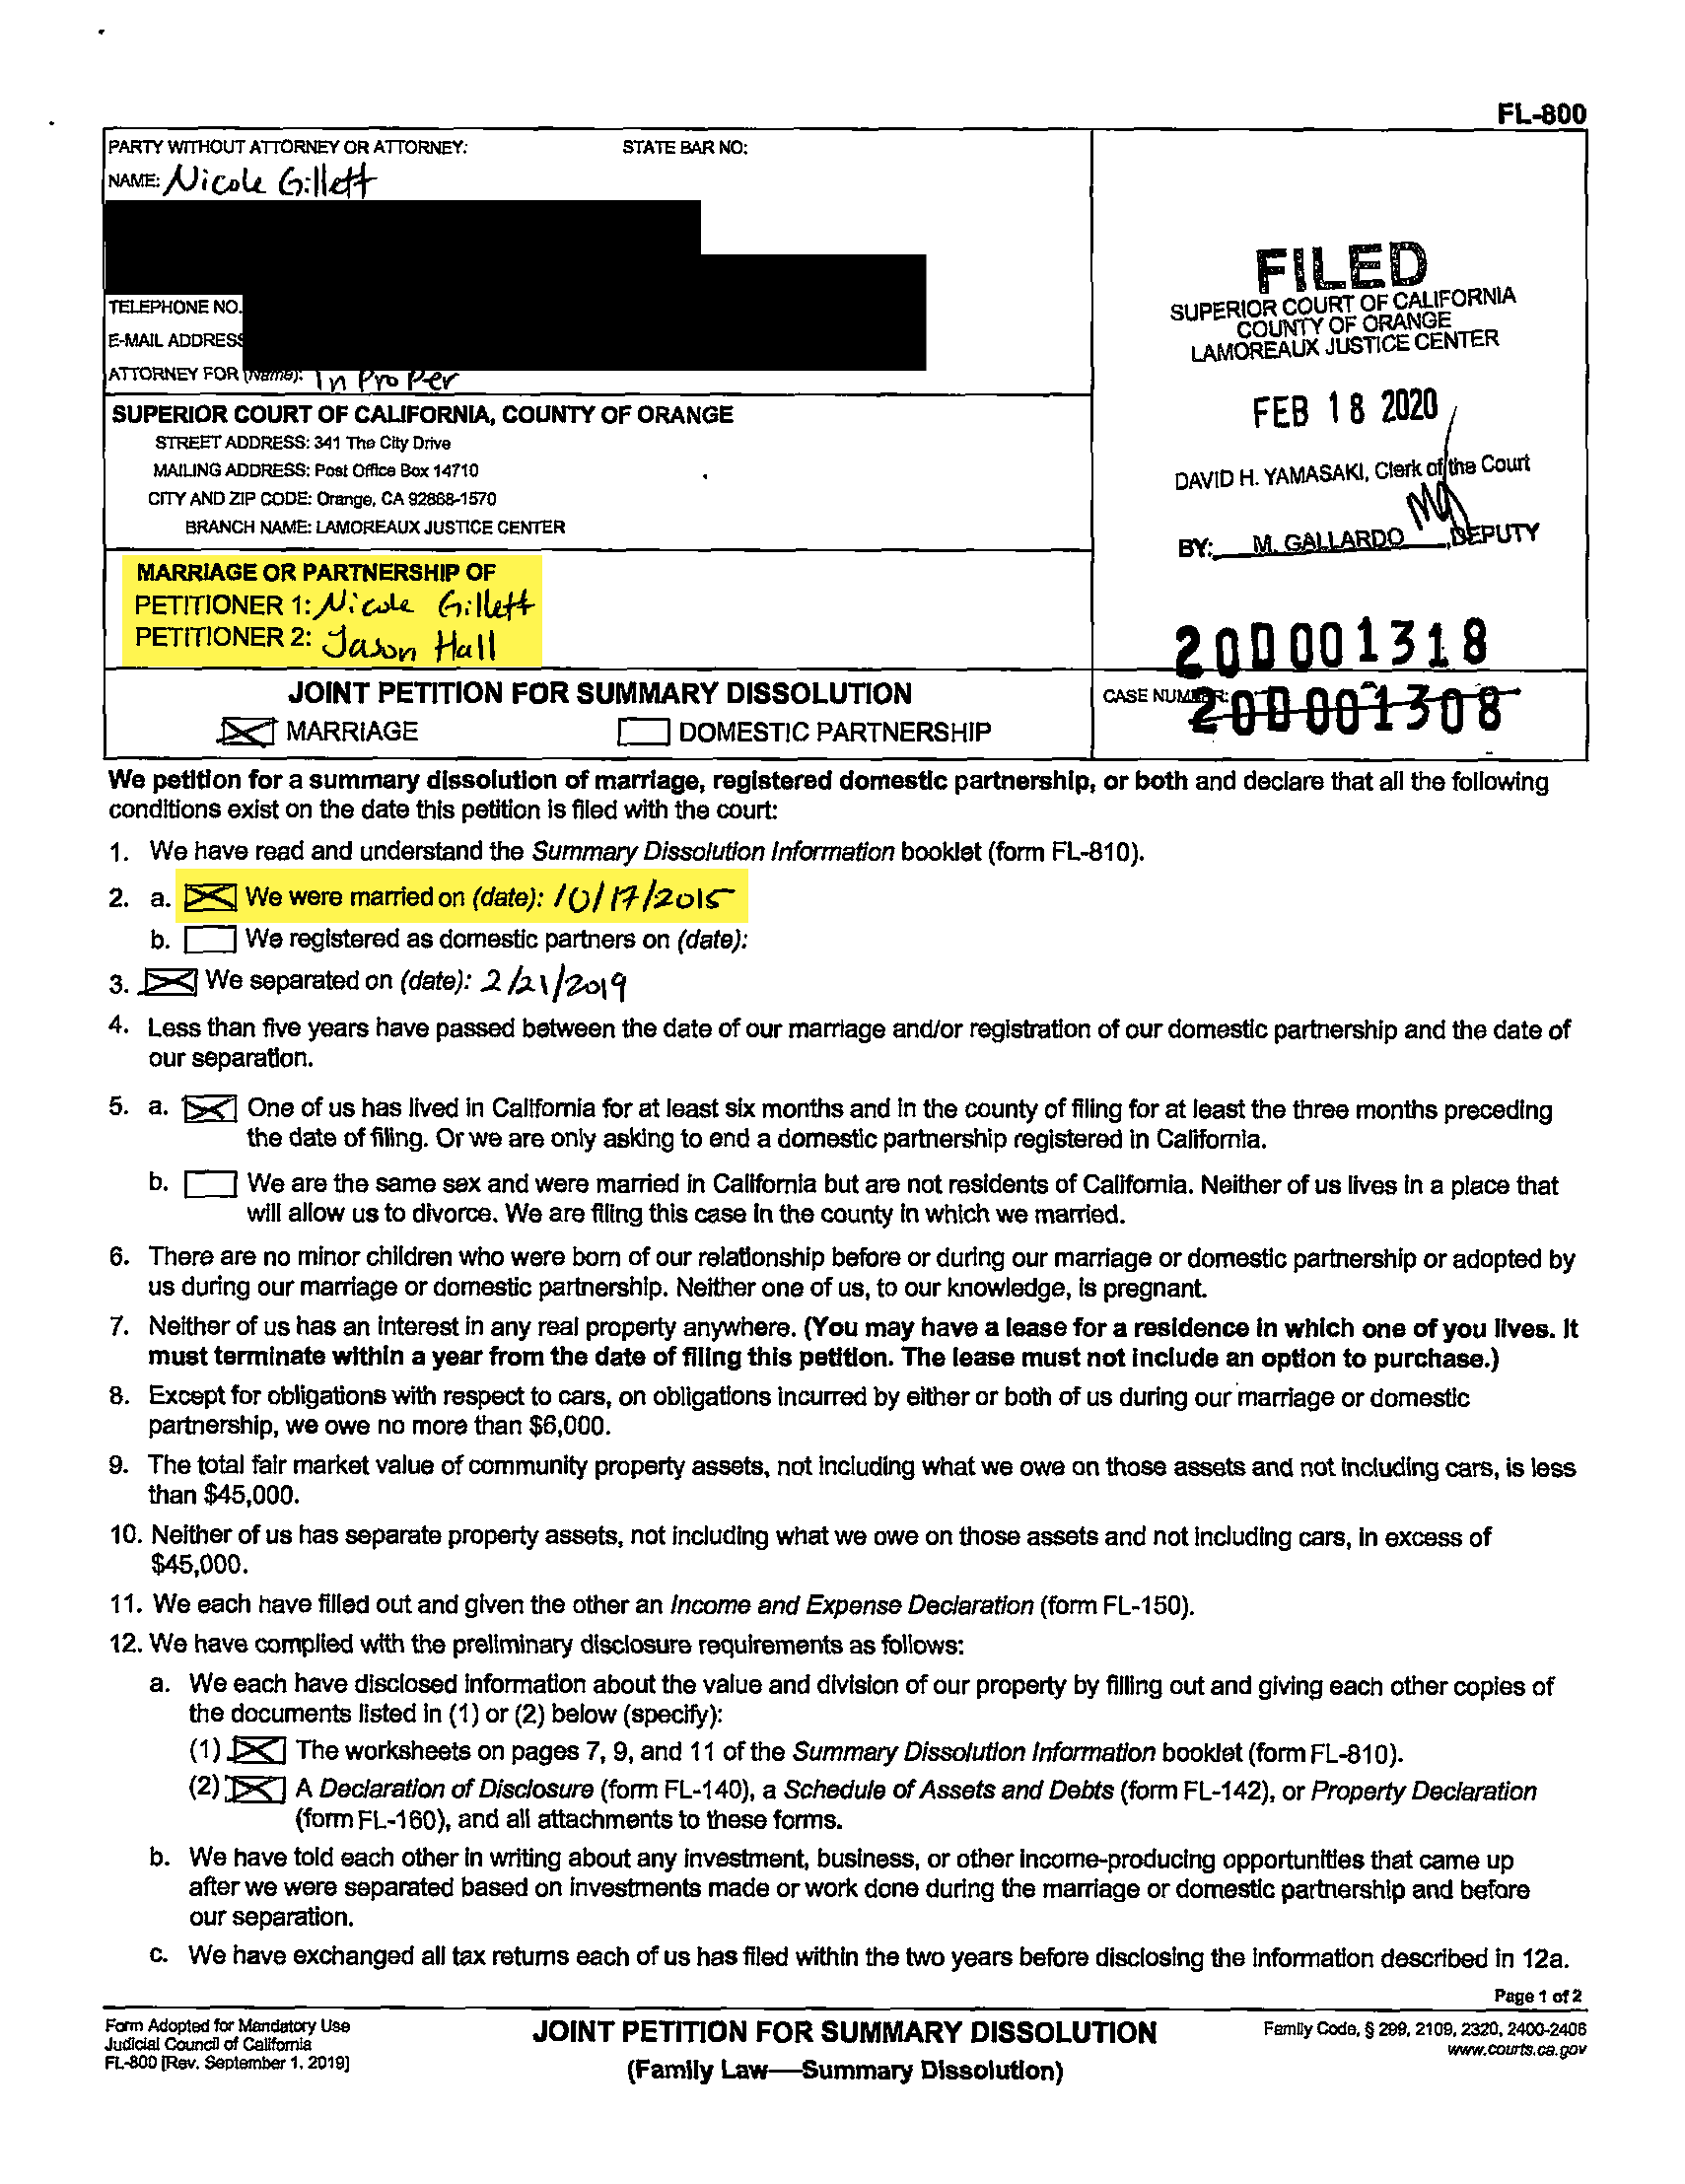 FL-800
PARTY WITHOUT ATTORNEY OR ATTORNEY: STATE BAR NO:
NAME: Nicole Gillett
TELEPHONE NO.
E-MAIL ADDRESS
ATTORNEY FOR (Name): In Pro Per
SUPERIOR COURT OF CALIFORNIA, COUNTY OF ORANGE
STREET ADDRESS: 341 The City Drive
MAILING ADDRESS: Post Office Box 14710
CITY AND ZIP CODE: Orange, CA 92868-1570
BRANCH NAME: LAMOREAUX JUSTICE CENTER
FILED
SUPERIOR COURT OF CALIFORNIA
COUNTY OF ORANGE
LAMOREAUX JUSTICE CENTER
FEB 18 2020
DAVID H. YAMASAKI, Clerk of the Court
BY: M. GALLARDO, DEPUTY
MARRIAGE OR PARTNERSHIP OF
PETITIONER 1: Nicole Gillett
PETITIONER 2: Jason Hall
20D001318
JOINT PETITION FOR SUMMARY DISSOLUTION
MARRIAGE DOMESTIC PARTNERSHIP
CASE NUMBER: 20D001308
We petition for a summary dissolution of marriage, registered domestic partnership, or both and declare that all the following
conditions exist on the date this petition is filed with the court:
1. We have read and understand the Summary Dissolution Information booklet (form FL-810).
2. a. We were married on (date): 10/17/2015
b. We registered as domestic partners on (date):
3. We separated on (date): 2/21/2019
4. Less than five years have passed between the date of our marriage and/or registration of our domestic partnership and the date of
our separation.
5. a. One of us has lived in California for at least six months and in the county of filing for at least the three months preceding
the date of filing. Or we are only asking to end a domestic partnership registered in California.
b. We are the same sex and were married in California but are not residents of California. Neither of us lives in a place that
will allow us to divorce. We are filing this case in the county in which we married.
6. There are no minor children who were born of our relationship before or during our marriage or domestic partnership or adopted by
us during our marriage or domestic partnership. Neither one of us, to our knowledge, is pregnant.
7. Neither of us has an interest in any real property anywhere. (You may have a lease for a residence in which one of you lives. It
must terminate within a year from the date of filing this petition. The lease must not include an option to purchase.)
8. Except for obligations with respect to cars, on obligations incurred by either or both of us during our marriage or domestic
partnership, we owe no more than $6,000.
9. The total fair market value of community property assets, not including what we owe on those assets and not including cars, is less
than $45,000.
10. Neither of us has separate property assets, not including what we owe on those assets and not including cars, in excess of
$45,000.
11. We each have filled out and given the other an Income and Expense Declaration (form FL-150).
12. We have complied with the preliminary disclosure requirements as follows:
a. We each have disclosed information about the value and division of our property by filling out and giving each other copies of
the documents listed in (1) or (2) below (specify):
(1) The worksheets on pages 7, 9, and 11 of the Summary Dissolution Information booklet (form FL-810).
(2) A Declaration of Disclosure (form FL-140), a Schedule of Assets and Debts (form FL-142), or Property Declaration
(form FL-160), and all attachments to these forms.
b. We have told each other in writing about any investment, business, or other income-producing opportunities that came up
after we were separated based on investments made or work done during the marriage or domestic partnership and before
our separation.
c. We have exchanged all tax returns each of us has filed within the two years before disclosing the information described in 12a.
Page 1 of 2
Form Adopted for Mandatory Use
Judicial Council of California
FL-800 [Rev. September 1, 2019]
JOINT PETITION FOR SUMMARY DISSOLUTION
(Family Law—Summary Dissolution)
Family Code, § 299, 2109, 2320, 2400-2406
www.courts.ca.gov